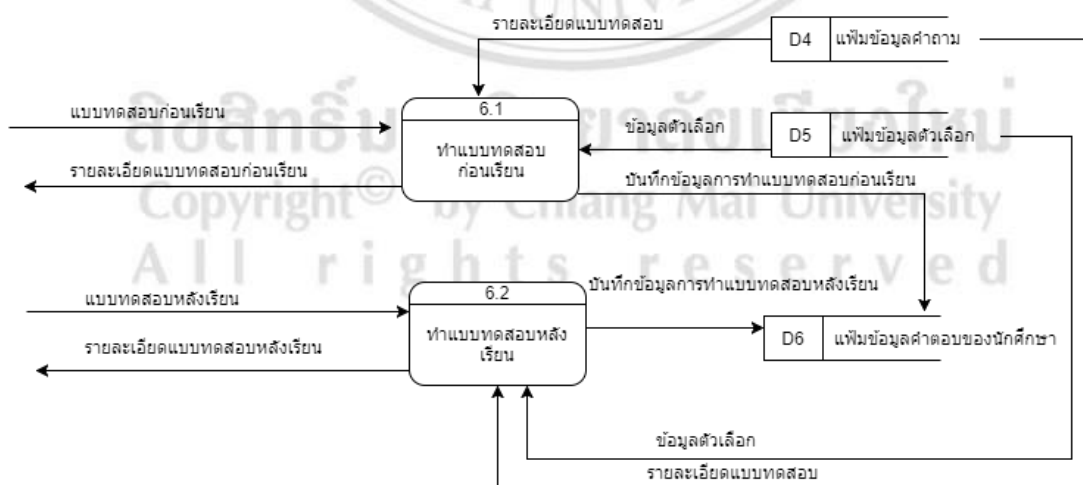 UNIV
รายละเอียดแบบทดสอบ
D4 แฟ้มข้อมูลคำถาม
6.1
แบบทดสอบก่อนเรียน
ข้อมูลตัวเลือก
D5 แฟ้มข้อมูลตัวเลือก
ทำแบบทดสอบ
ก่อนเรียน
รายละเอียดแบบทดสอบก่อนเรียน
บันทึกข้อมูลการทำแบบทดสอบก่อนเรียน
Copyright© by Chiang Mai University
All rights reserved
6.2
บันทึกข้อมูลการทำแบบทดสอบหลังเรียน
แบบทดสอบหลังเรียน
ทำแบบทดสอบหลัง
เรียน
D6 แฟ้มข้อมูลคำตอบของนักศึกษา
รายละเอียดแบบทดสอบหลังเรียน
ข้อมูลตัวเลือก
รายละเอียดแบบทดสอบ